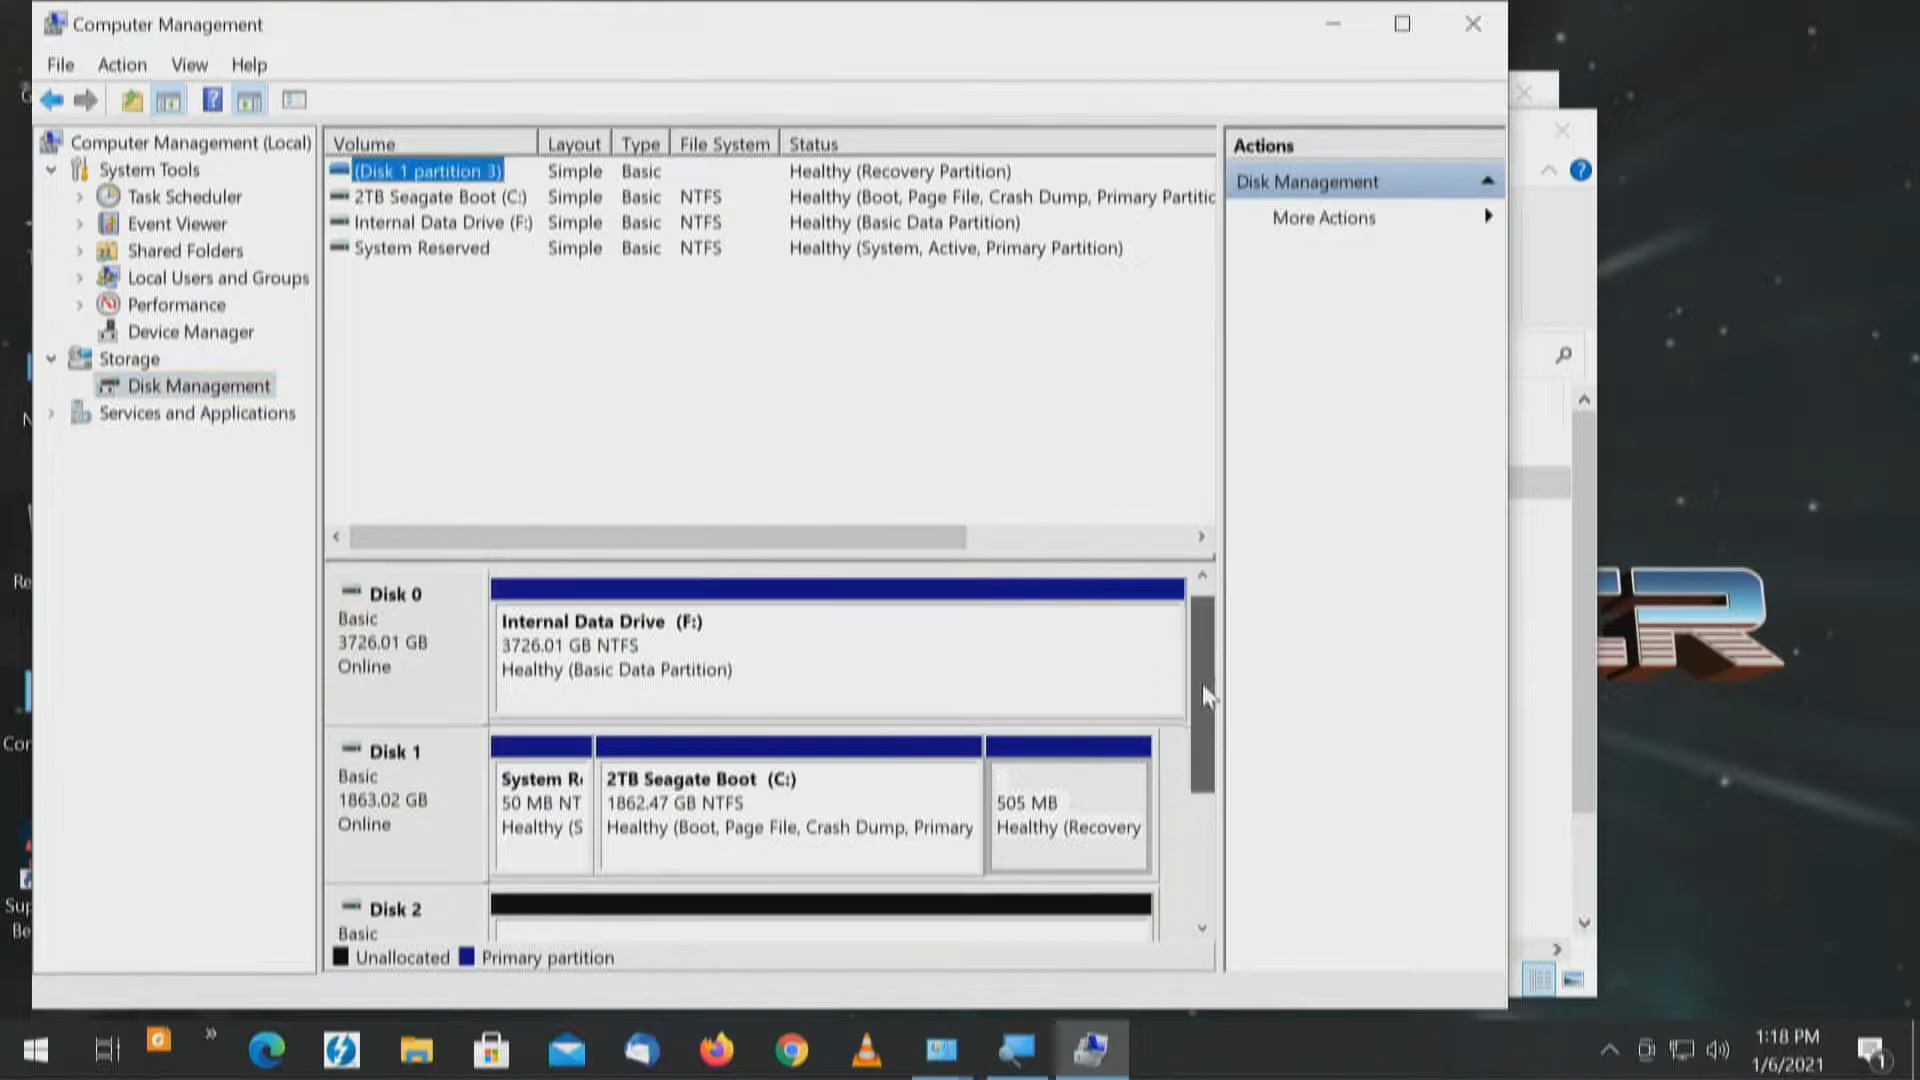 Computer Management
File Action View Help
Computer Management (Local)
System Tools
Task Scheduler
Event Viewer
Shared Folders
Local Users and Groups
Performance
Device Manager
Storage
Disk Management
Services and Applications
Volume Layout Type File System Status
(Disk 1 partition 3) Simple Basic Healthy (Recovery Partition)
2TB Seagate Boot (C:) Simple Basic NTFS Healthy (Boot, Page File, Crash Dump, Primary Partitic
Internal Data Drive (F:) Simple Basic NTFS Healthy (Basic Data Partition)
System Reserved Simple Basic NTFS Healthy (System, Active, Primary Partition)
Disk 0
Basic
3726.01 GB
Online
Internal Data Drive (F:)
3726.01 GB NTFS
Healthy (Basic Data Partition)
Disk 1
Basic
1863.02 GB
Online
System R
50 MB NT
Healthy (S
2TB Seagate Boot (C:)
1862.47 GB NTFS
Healthy (Boot, Page File, Crash Dump, Primary
505 MB
Healthy (Recovery
Disk 2
Basic
Unallocated Primary partition
Actions
Disk Management
More Actions
Re
Cor
Sup
Be
R
1:18 PM
1/6/2021
1